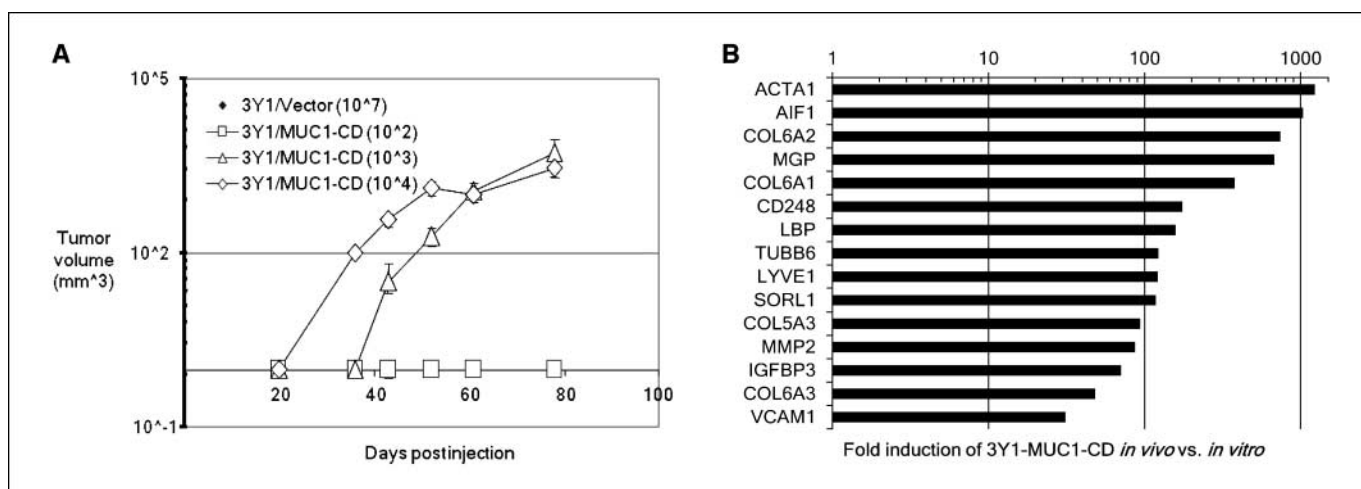 A
10^5
3Y1/Vector (10^7)
3Y1/MUC1-CD (10^2)
3Y1/MUC1-CD (10^3)
3Y1/MUC1-CD (10^4)
Tumor
volume
(mm^3)
10^2
20 40 60 80 100
10^-1
Days postinjection
B
1 10 100 1000
ACTA1
AIF1
COL6A2
MGP
COL6A1
CD248
LBP
TUBB6
LYVE1
SORL1
COL5A3
MMP2
IGFBP3
COL6A3
VCAM1
Fold induction of 3Y1-MUC1-CD in vivo vs. in vitro